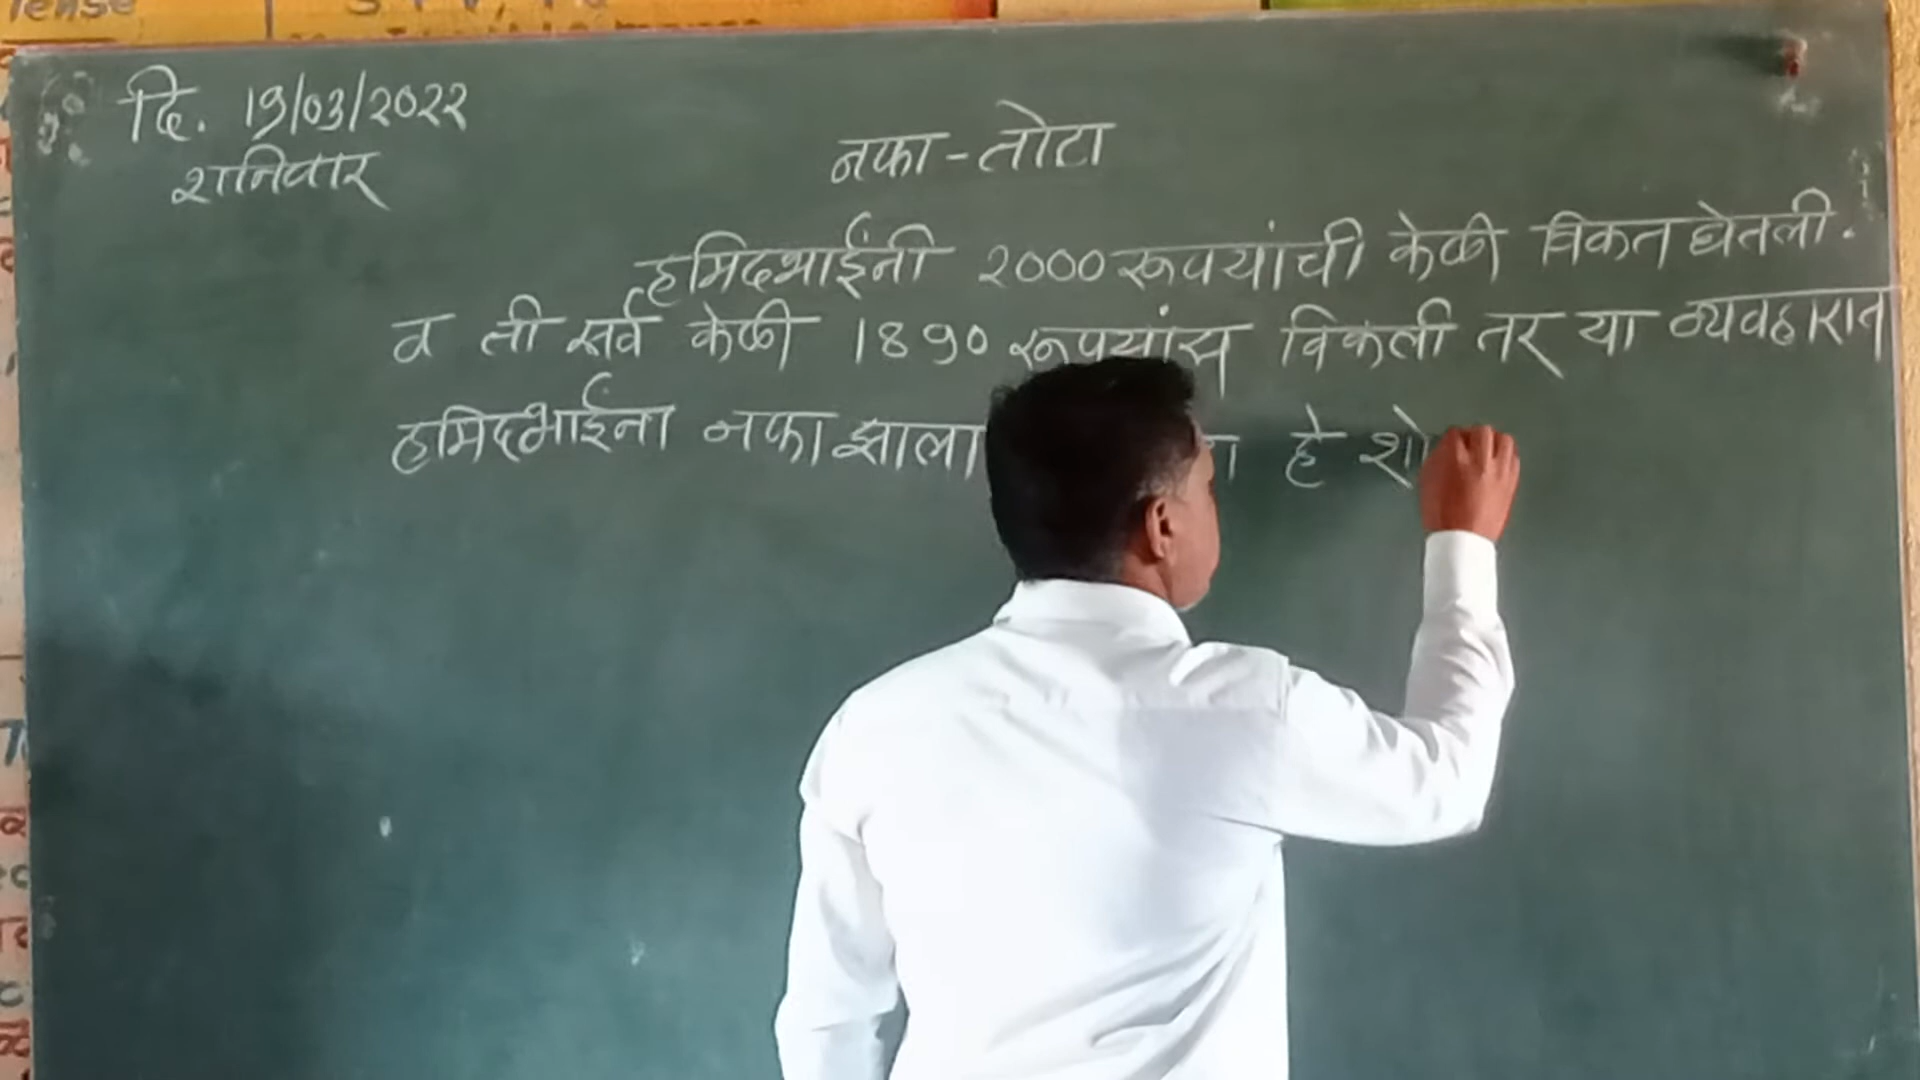 दि. 19/03/2022
शनिवार
नफा-तोटा
हमिदभाईंनी 2000 रूपयांची केळी विकत घेतली.
व ती सर्व केळी 1890 रूपयांस विकली तर या व्यवहारात
हमिदभाईंना नफा झाला हे